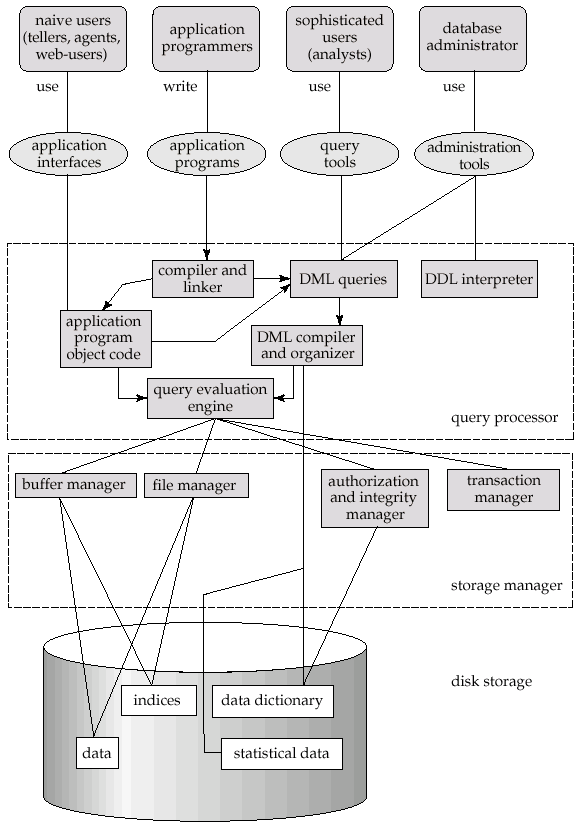 naive users
(tellers, agents,
web-users)
application
programmers
sophisticated
users
(analysts)
database
administrator
use
write
use
use
application
interfaces
application
programs
query
tools
administration
tools
compiler and
linker
DML queries
DDL interpreter
application
program
object code
DML compiler
and organizer
query evaluation
engine
query processor
buffer manager
file manager
authorization
and integrity
manager
transaction
manager
storage manager
disk storage
indices
data dictionary
data
statistical data